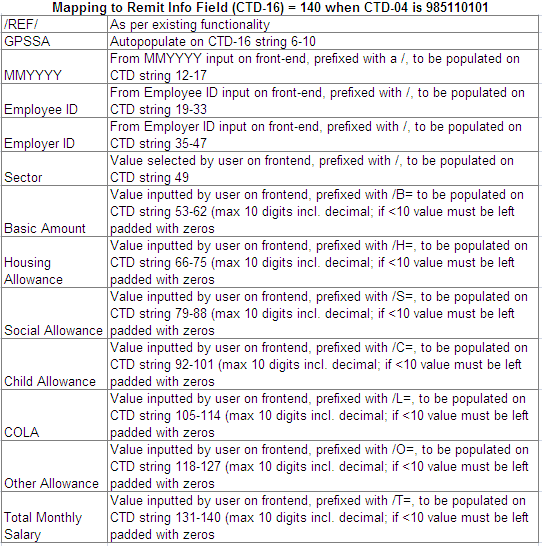 Mapping to Remit Info Field (CTD-16) = 140 when CTD-04 is 985110101
/REF/ As per existing functionality
GPSSA Autopopulate on CTD-16 string 6-10
From MMYYYY input on front-end, prefixed with a /, to be populated on
MMYYYY CTD string 12-17
From Employee ID input on front-end, prefixed with /, to be populated on
Employee ID CTD string 19-33
From Employer ID input on front-end, prefixed with /, to be populated on
Employer ID CTD string 35-47
Value selected by user on frontend, prefixed with /, to be populated on
Sector CTD string 49
Value inputted by user on frontend, prefixed with /B= to be populated on
CTD string 53-62 (max 10 digits incl. decimal; if <10 value must be left
Basic Amount padded with zeros
Value inputted by user on frontend, prefixed with /H=, to be populated on
Housing CTD string 66-75 (max 10 digits incl. decimal; if <10 value must be left
Allowance padded with zeros
Value inputted by user on frontend, prefixed with /S=, to be populated on
CTD string 79-88 (max 10 digits incl. decimal; if <10 value must be left
Social Allowance padded with zeros
Value inputted by user on frontend, prefixed with /C=, to be populated on
CTD string 92-101 (max 10 digits incl. decimal; if <10 value must be left
Child Allowance padded with zeros
Value inputted by user on frontend, prefixed with /L=, to be populated on
CTD string 105-114 (max 10 digits incl. decimal; if <10 value must be left
COLA padded with zeros
Value inputted by user on frontend, prefixed with /O=, to be populated on
CTD string 118-127 (max 10 digits incl. decimal; if <10 value must be left
Other Allowance padded with zeros
Value inputted by user on frontend, prefixed with /T=, to be populated on
Total Monthly CTD string 131-140 (max 10 digits incl. decimal; if <10 value must be left
Salary padded with zeros